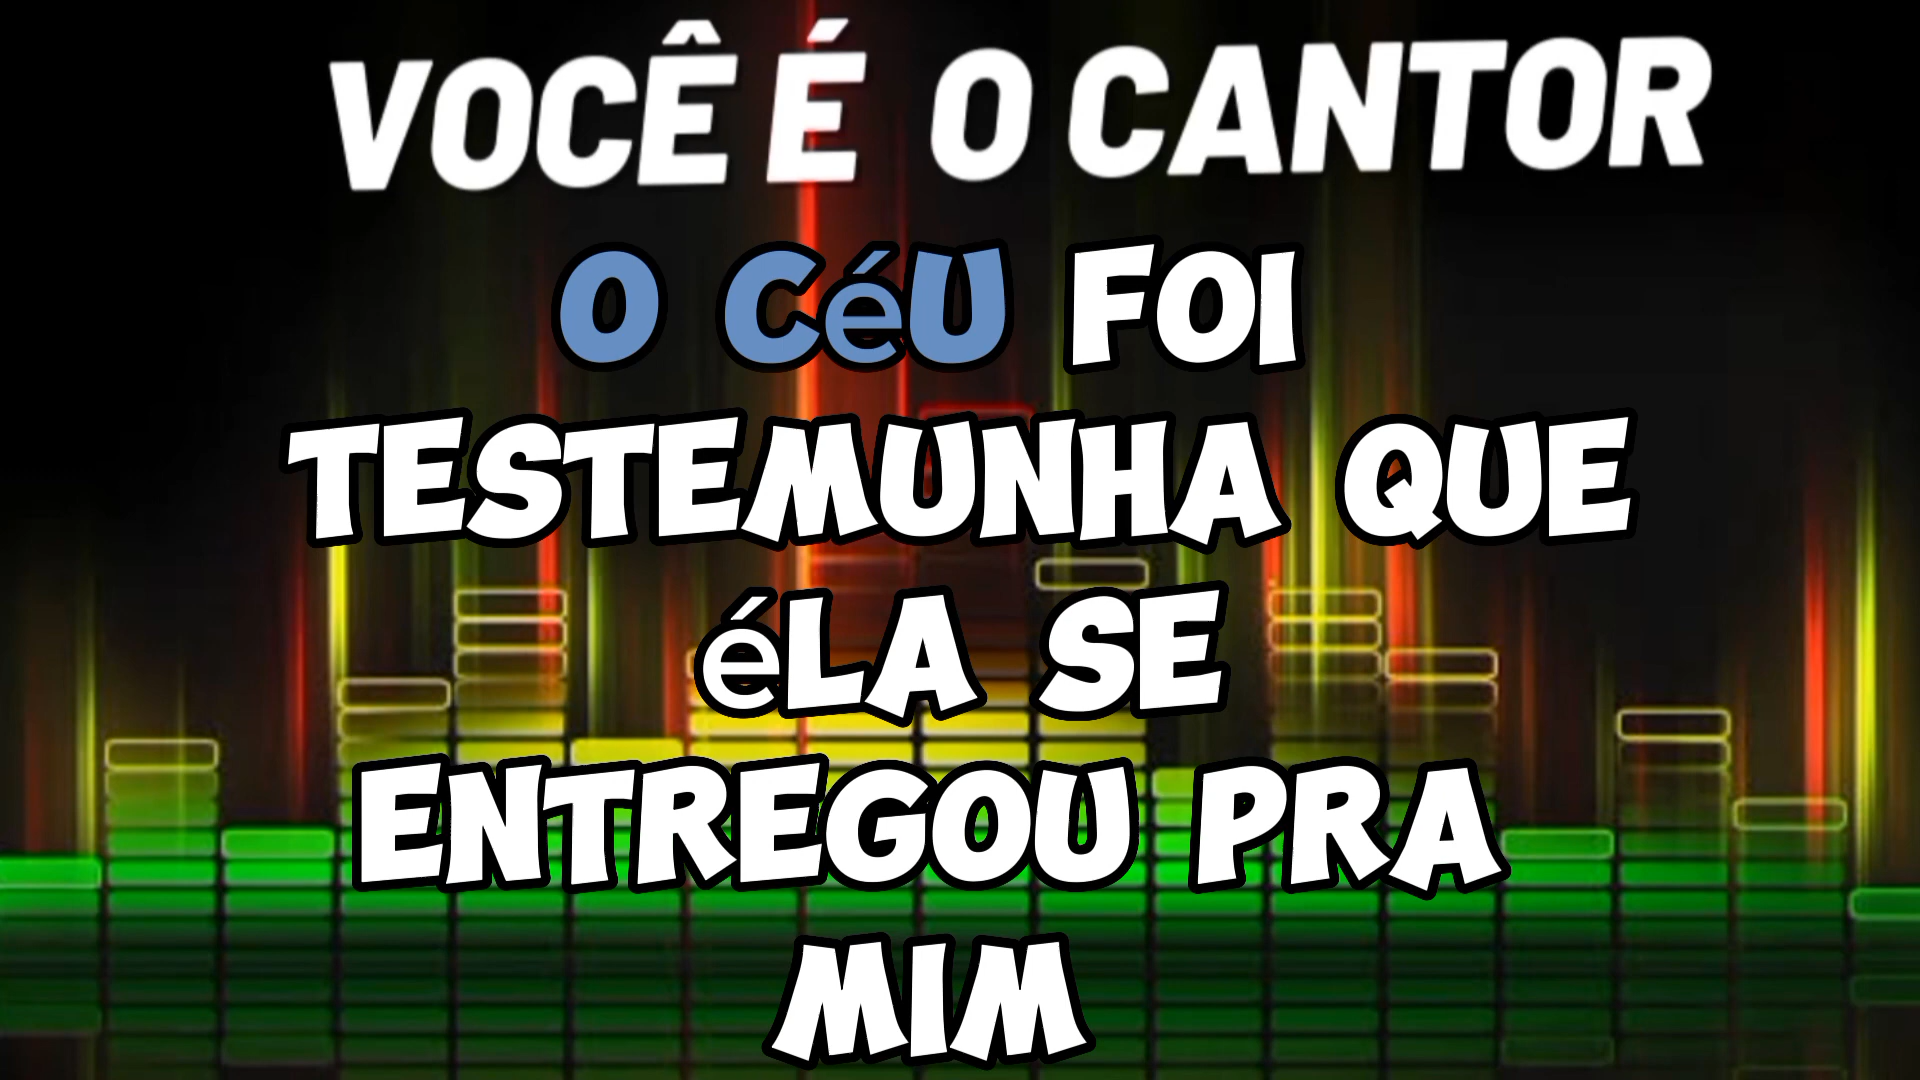 VOCÊ É O CANTOR
O CéU FOI
TESTEMUNHA QUE
éLA SE
ENTREGOU PRA
MIM